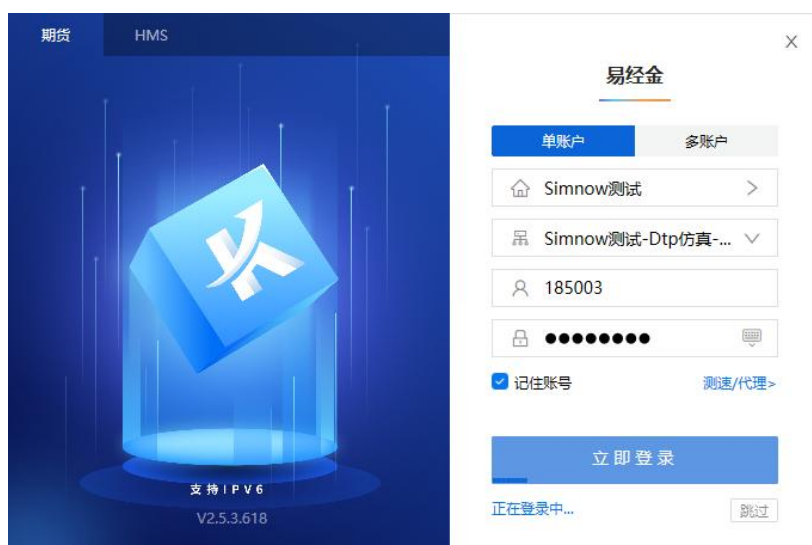 期货 HMS
易经金
单账户 多账户
Simnow测试
Simnow测试-Dtp仿真-...
185003
记住账号 测速/代理>
立即登录
支持IPV6
正在登录中... 跳过
V2.5.3.618